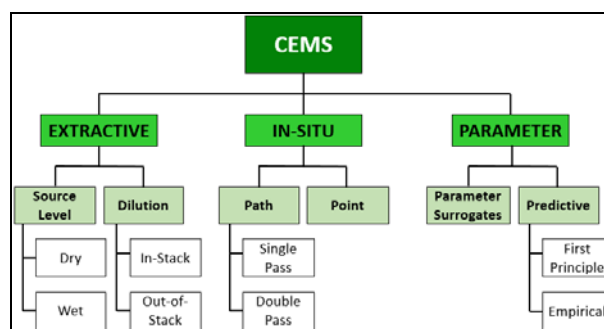 CEMS
EXTRACTIVE
IN-SITU
PARAMETER
Source
Level
Dilution
Path
Point
Parameter
Surrogates
Predictive
Dry
In-Stack
Single
Pass
First
Principle
Wet
Out-of-
Stack
Double
Pass
Empirical